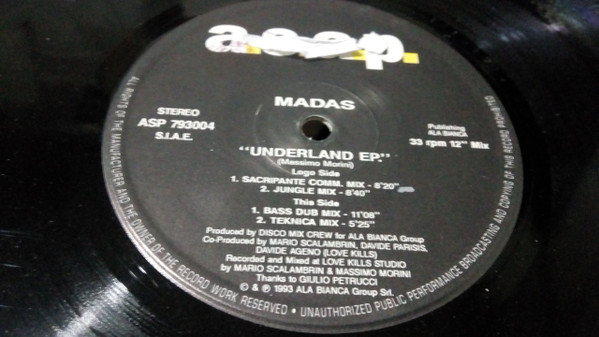 a.s.a.p.
MADAS
STEREO
ASP 793004
S.I.A.E.
Publishing
ALA BIANCA
33 rpm 12" Mix
"UNDERLAND EP"
(Massimo Morini)
Logo Side
1. SACRIPANTE COMM. MIX - 8'20"
2. JUNGLE MIX - 8'40"
This Side
1. BASS DUB MIX - 11'08"
2. TEKNICA MIX - 5'25"
Produced by DISCO MIX CREW for ALA BIANCA Group
Co-Produced by MARIO SCALAMBRIN, DAVIDE PARISIS,
DAVIDE AGENO (LOVE KILLS)
Recorded and Mixed at LOVE KILLS STUDIO
by MARIO SCALAMBRIN & MASSIMO MORINI
Thanks to GIULIO PETRUCCI
© & ℗ 1993 ALA BIANCA Group Srl.
ALL RIGHTS OF THE MANUFACTURER AND THE OWNER OF THE RECORD WORK RESERVED • UNAUTHORIZED PUBLIC PERFORMANCE BROADCASTING AND COPYING OF THIS RECORD PROHIBITED